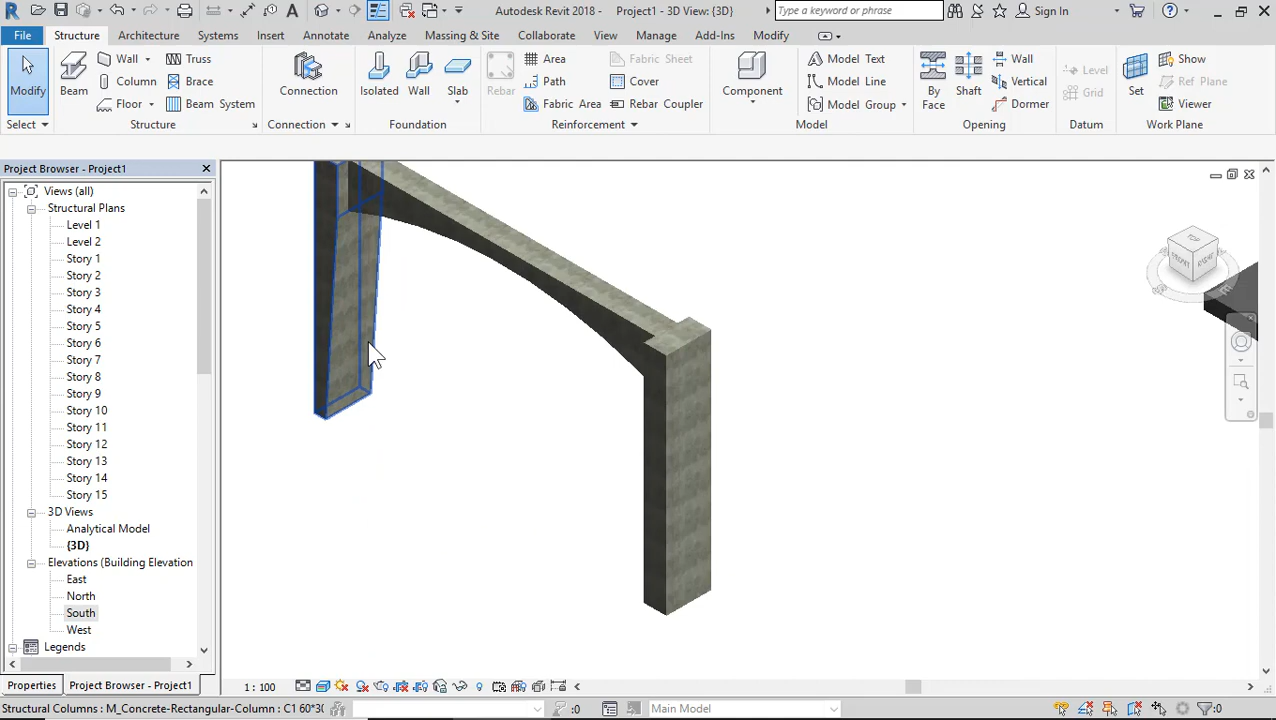 Autodesk Revit 2018 - Project1 - 3D View: {3D}
Type a keyword or phrase
Sign In
File Structure Architecture Systems Insert Annotate Analyze Massing & Site Collaborate View Manage Add-Ins Modify
Modify
Select
Beam
Wall
Column
Floor
Truss
Brace
Beam System
Structure
Connection
Connection
Isolated
Wall
Slab
Foundation
Rebar
Area
Path
Fabric Area
Fabric Sheet
Cover
Rebar Coupler
Reinforcement
Component
Model Text
Model Line
Model Group
Model
By Face
Shaft
Wall
Vertical
Dormer
Opening
Level
Grid
Datum
Set
Show
Ref Plane
Viewer
Work Plane
Project Browser - Project1
Views (all)
Structural Plans
Level 1
Level 2
Story 1
Story 2
Story 3
Story 4
Story 5
Story 6
Story 7
Story 8
Story 9
Story 10
Story 11
Story 12
Story 13
Story 14
Story 15
3D Views
Analytical Model
{3D}
Elevations (Building Elevation
East
North
South
West
Legends
Properties
Project Browser - Project1
TOP
FRONT
RIGHT
1 : 100
Structural Columns : M_Concrete-Rectangular-Column : C1 60*30
:0
Main Model
:0